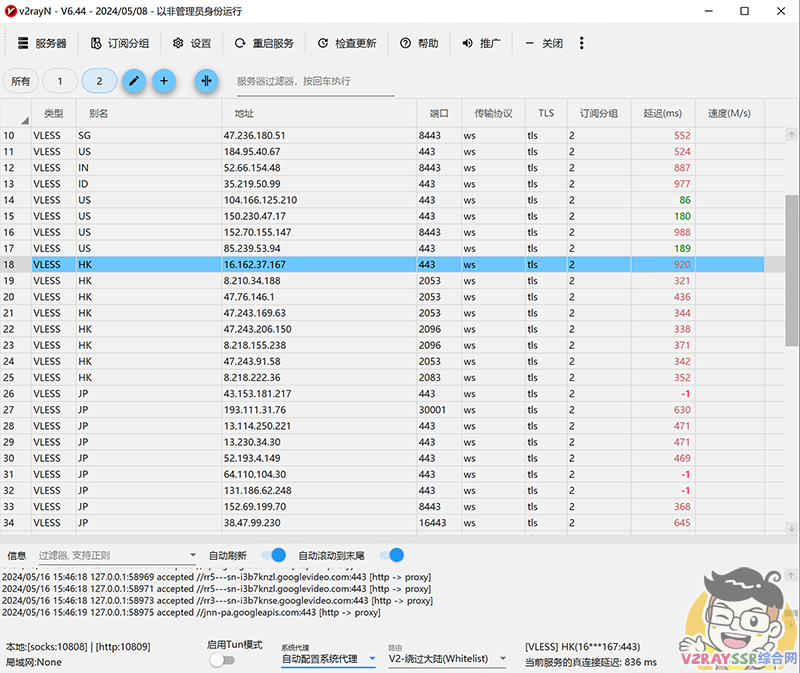 v2rayN - V6.44 - 2024/05/08 - 以非管理员身份运行
服务器 订阅分组 设置 重启服务 检查更新 帮助 推广 关闭
所有 1 2 服务器过滤器，按回车执行
类型 别名 地址 端口 传输协议 TLS 订阅分组 延迟(ms) 速度(M/s)
10 VLESS SG 47.236.180.51 8443 ws tls 2 552
11 VLESS US 184.95.40.67 443 ws tls 2 524
12 VLESS IN 52.66.154.48 8443 ws tls 2 887
13 VLESS ID 35.219.50.99 443 ws tls 2 977
14 VLESS US 104.166.125.210 443 ws tls 2 86
15 VLESS US 150.230.47.17 443 ws tls 2 180
16 VLESS US 152.70.155.147 8443 ws tls 2 988
17 VLESS US 85.239.53.94 443 ws tls 2 189
18 VLESS HK 16.162.37.167 443 ws tls 2 920
19 VLESS HK 8.210.34.188 2053 ws tls 2 321
20 VLESS HK 47.76.146.1 2053 ws tls 2 436
21 VLESS HK 47.243.169.63 2053 ws tls 2 344
22 VLESS HK 47.243.206.150 2096 ws tls 2 338
23 VLESS HK 8.218.155.238 2096 ws tls 2 371
24 VLESS HK 47.243.91.58 2053 ws tls 2 342
25 VLESS HK 8.218.222.36 2083 ws tls 2 352
26 VLESS JP 43.153.181.217 443 ws tls 2 -1
27 VLESS JP 193.111.31.76 30001 ws tls 2 630
28 VLESS JP 13.114.250.221 443 ws tls 2 471
29 VLESS JP 13.230.34.30 443 ws tls 2 471
30 VLESS JP 52.193.4.149 443 ws tls 2 469
31 VLESS JP 64.110.104.30 443 ws tls 2 -1
32 VLESS JP 131.186.62.248 443 ws tls 2 -1
33 VLESS JP 152.69.199.70 8443 ws tls 2 368
34 VLESS JP 38.47.99.230 16443 ws tls 2 645
信息 过滤器, 支持正则 自动刷新 自动滚动到末尾
2024/05/16 15:46:18 127.0.0.1:58969 accepted //rr5---sn-i3b7knzl.googlevideo.com:443 [http -> proxy]
2024/05/16 15:46:18 127.0.0.1:58971 accepted //rr5---sn-i3b7knzl.googlevideo.com:443 [http -> proxy]
2024/05/16 15:46:18 127.0.0.1:58973 accepted //rr3---sn-i3b7knse.googlevideo.com:443 [http -> proxy]
2024/05/16 15:46:19 127.0.0.1:58975 accepted //jnn-pa.googleapis.com:443 [http -> proxy]
本地:[socks:10808] | [http:10809]
局域网:None
启用Tun模式
系统代理
自动配置系统代理
路由
V2-绕过大陆(Whitelist)
[VLESS] HK(16***167:443)
当前服务的真连接延迟: 836 ms
V2RAYSSR综合网